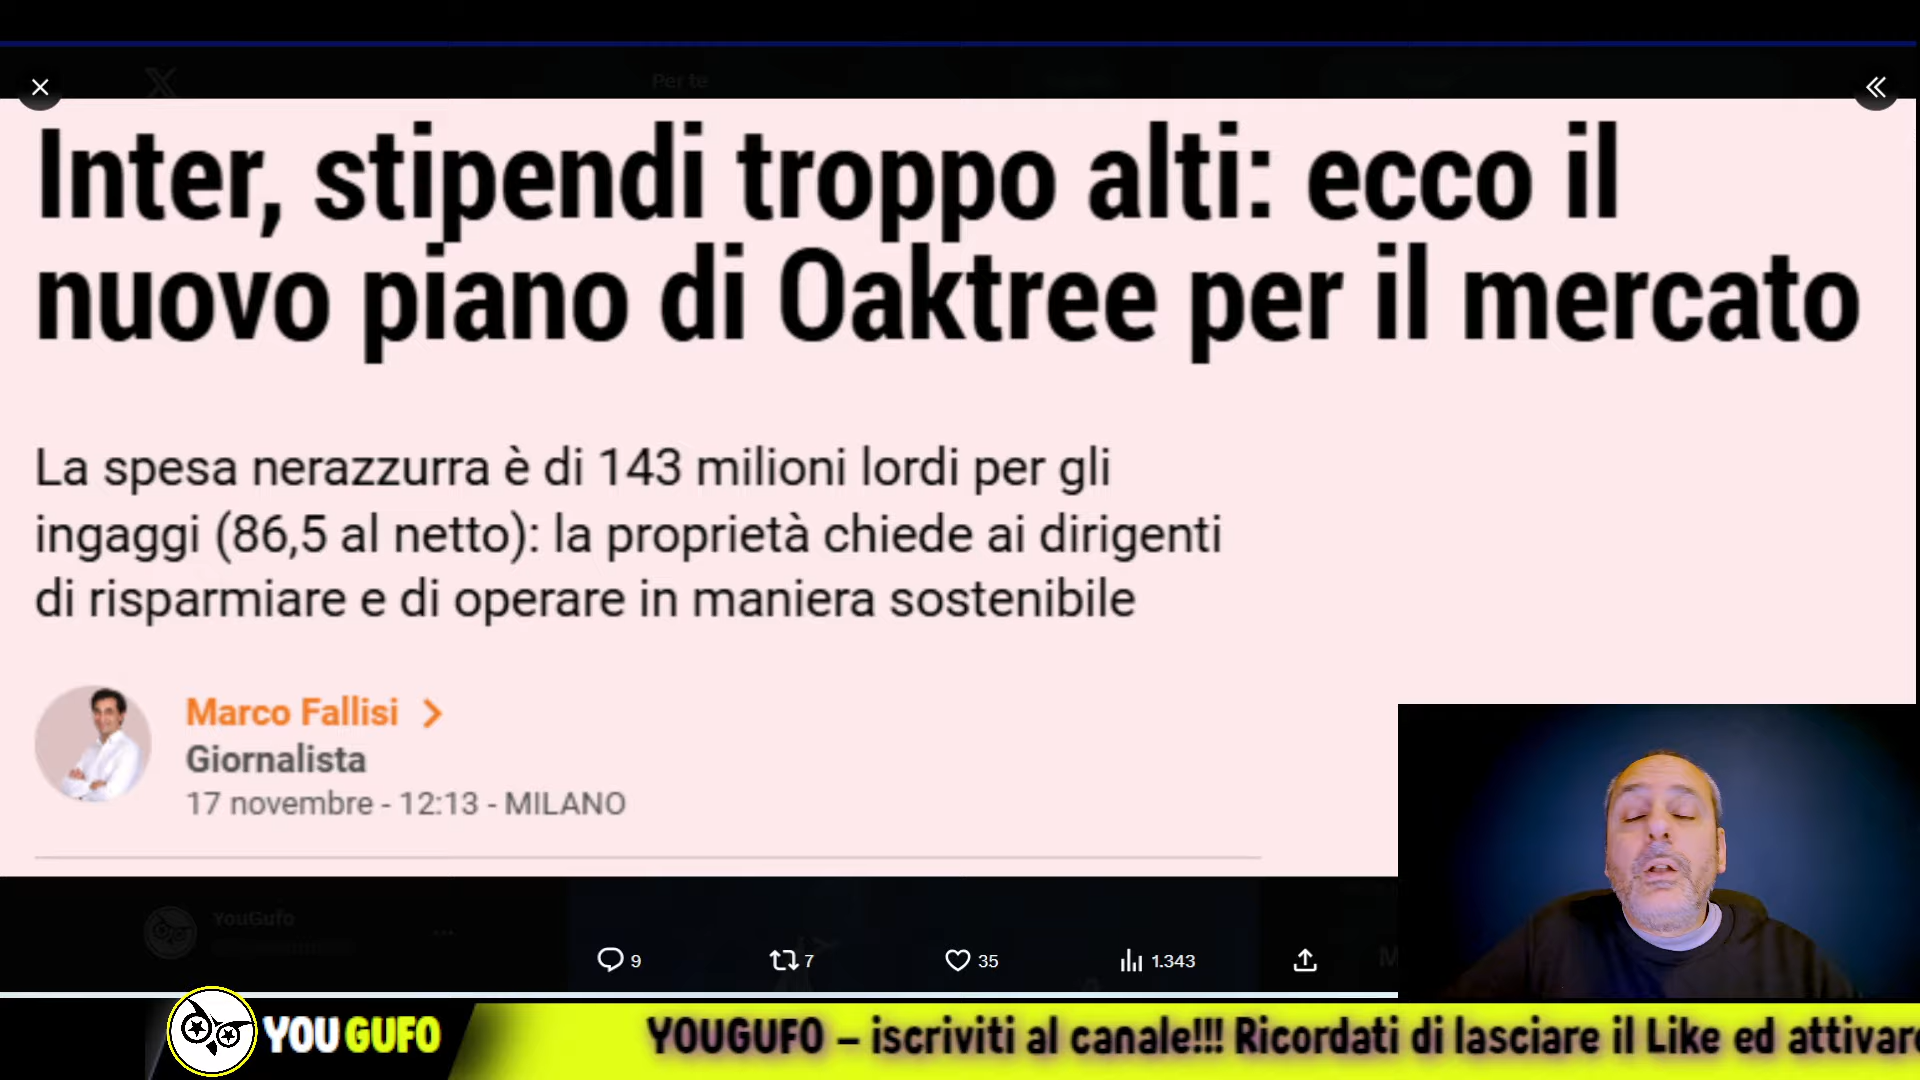 Per te
Inter, stipendi troppo alti: ecco il
nuovo piano di Oaktree per il mercato
La spesa nerazzurra è di 143 milioni lordi per gli
ingaggi (86,5 al netto): la proprietà chiede ai dirigenti
di risparmiare e di operare in maniera sostenibile
Marco Fallisi
Giornalista
17 novembre - 12:13 - MILANO
YouGufo
9 7 35 1.343
YOU GUFO
YOUGUFO – iscriviti al canale!!! Ricordati di lasciare il Like ed attivare